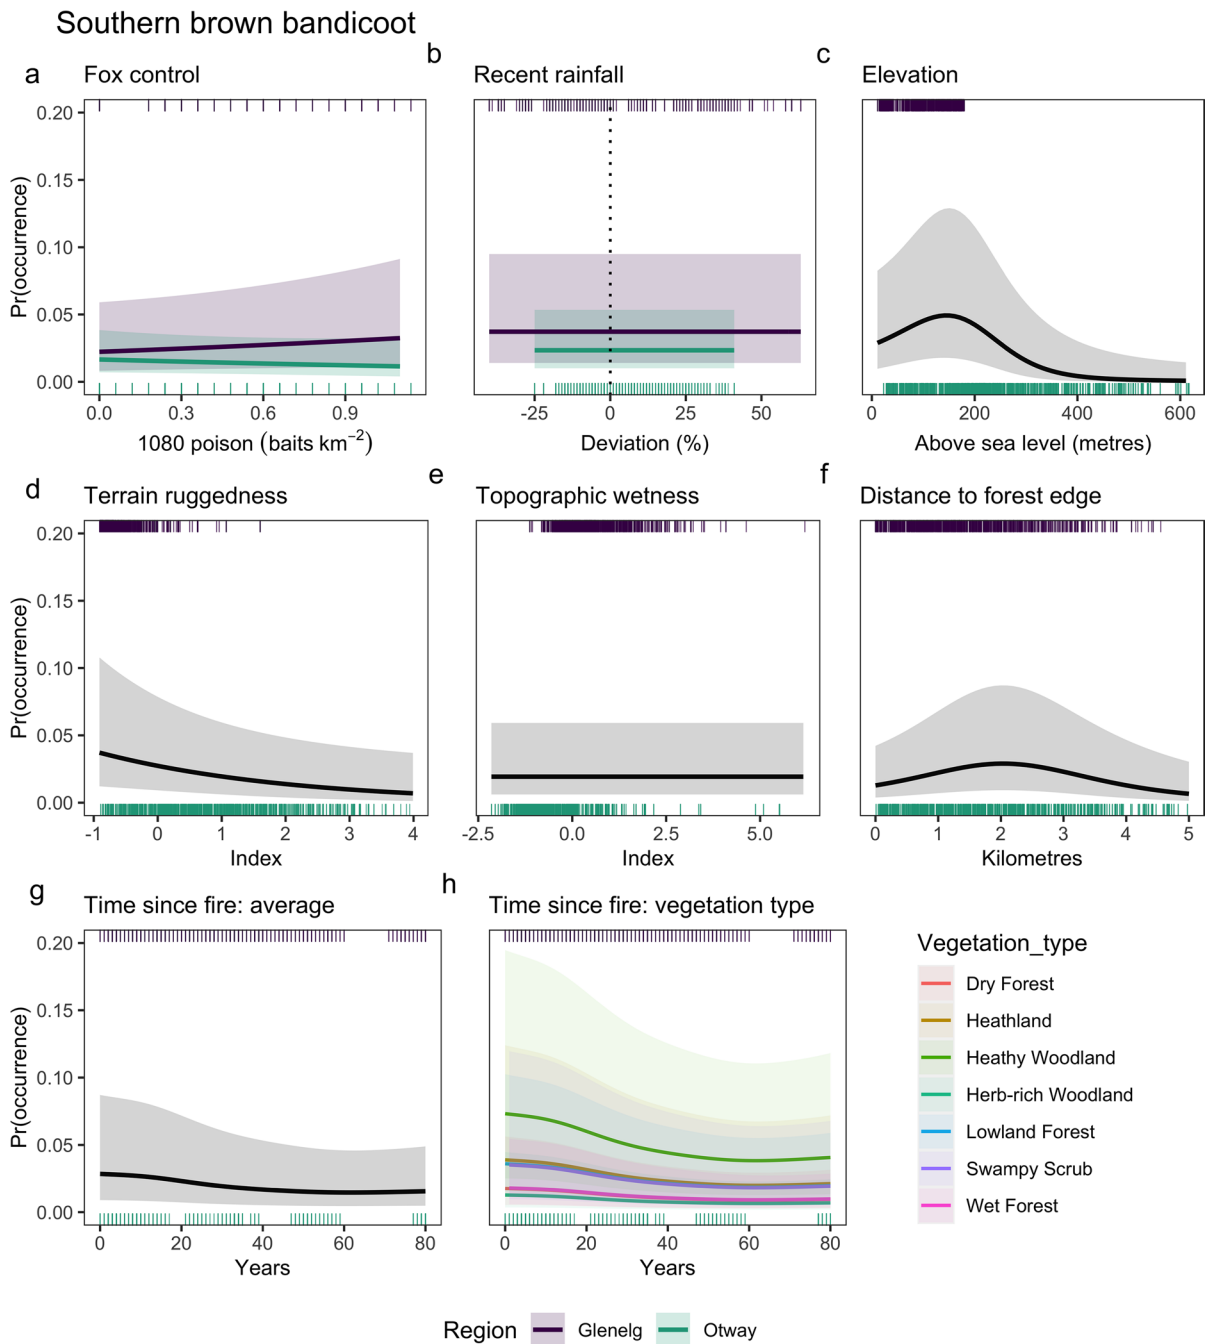 Southern brown bandicoot
a Fox control
b Recent rainfall
c Elevation
Pr(occurrence)
0.20
0.15
0.10
0.05
0.00
0.0 0.3 0.6 0.9
1080 poison (baits km⁻²)
-25 0 25 50
Deviation (%)
0 200 400 600
Above sea level (metres)
d Terrain ruggedness
e Topographic wetness
f Distance to forest edge
Pr(occurrence)
0.20
0.15
0.10
0.05
0.00
-1 0 1 2 3 4
Index
-2.5 0.0 2.5 5.0
Index
0 1 2 3 4 5
Kilometres
g Time since fire: average
h Time since fire: vegetation type
Pr(occurrence)
0.20
0.15
0.10
0.05
0.00
0 20 40 60 80
Years
0 20 40 60 80
Years
Vegetation_type
Dry Forest
Heathland
Heathy Woodland
Herb-rich Woodland
Lowland Forest
Swampy Scrub
Wet Forest
Region Glenelg Otway